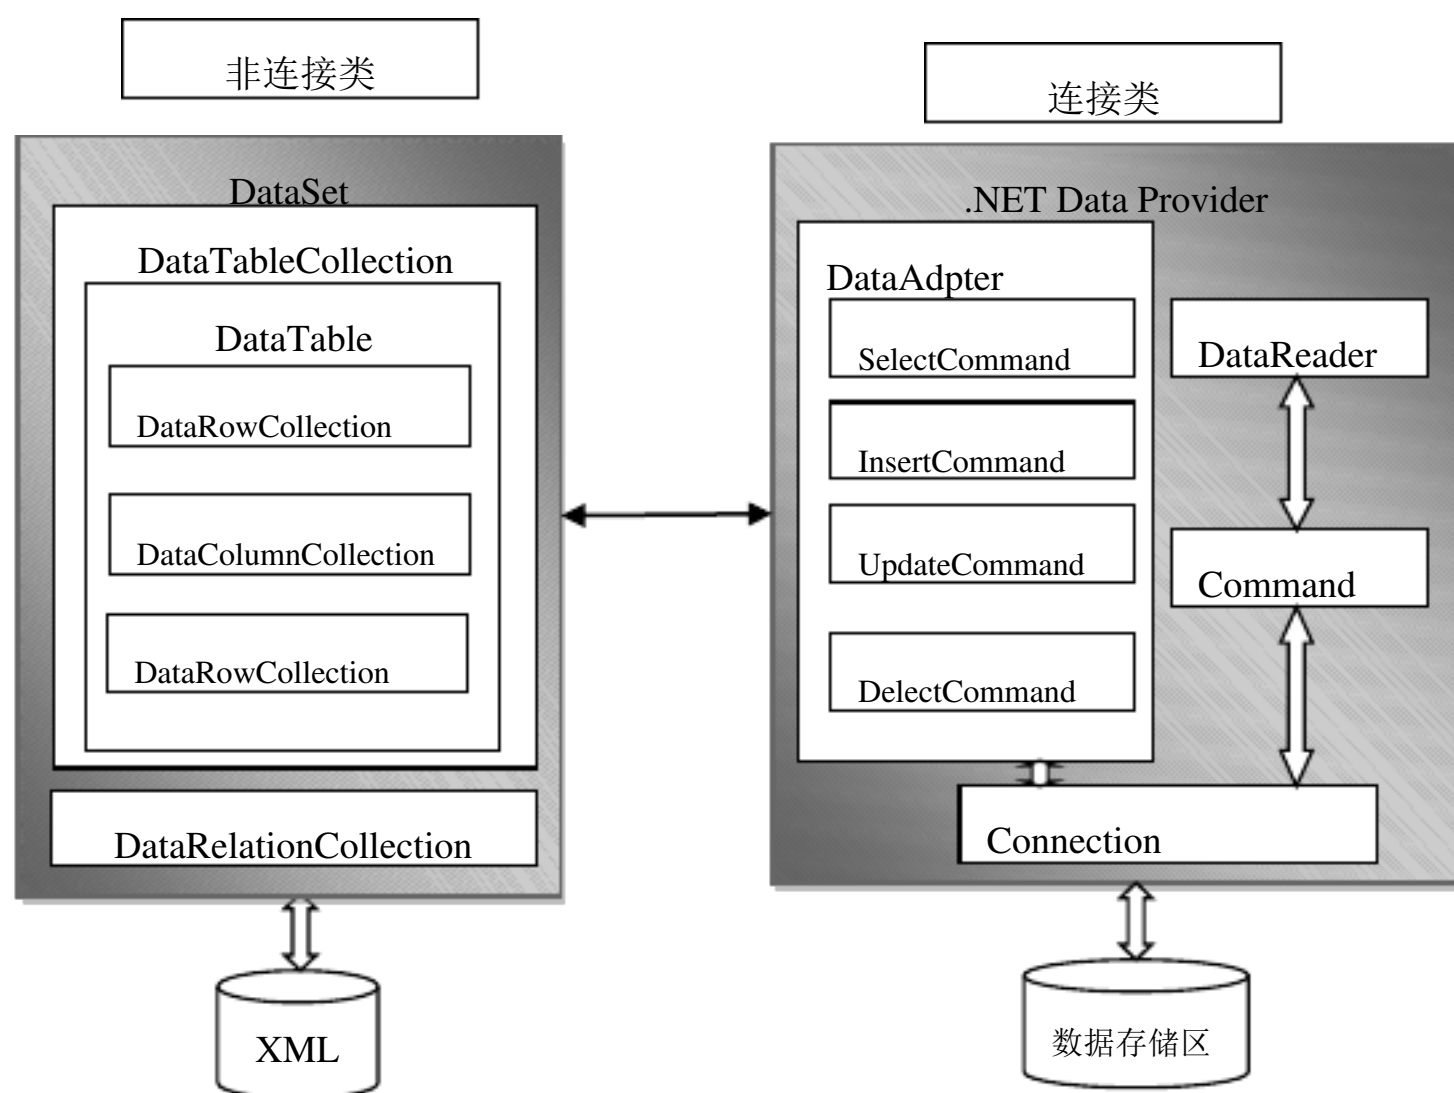 非连接类
DataSet
DataTableCollection
DataTable
DataRowCollection
DataColumnCollection
DataRowCollection
DataRelationCollection
XML
连接类
.NET Data Provider
DataAdpter
SelectCommand
InsertCommand
UpdateCommand
DelectCommand
DataReader
Command
Connection
数据存储区